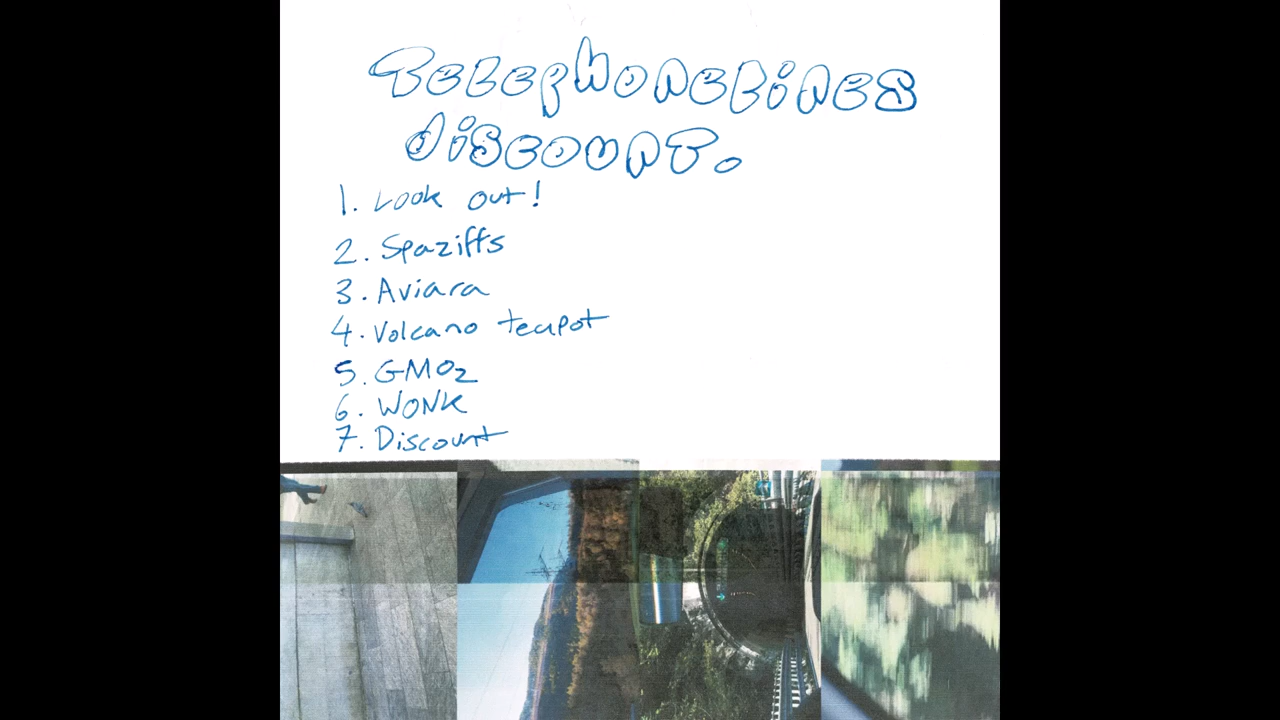 Telephonelines
discount.
1. Look out!
2. Spaziffs
3. Aviara
4. Volcano teapot
5. GMO2
6. WONK
7. Discount